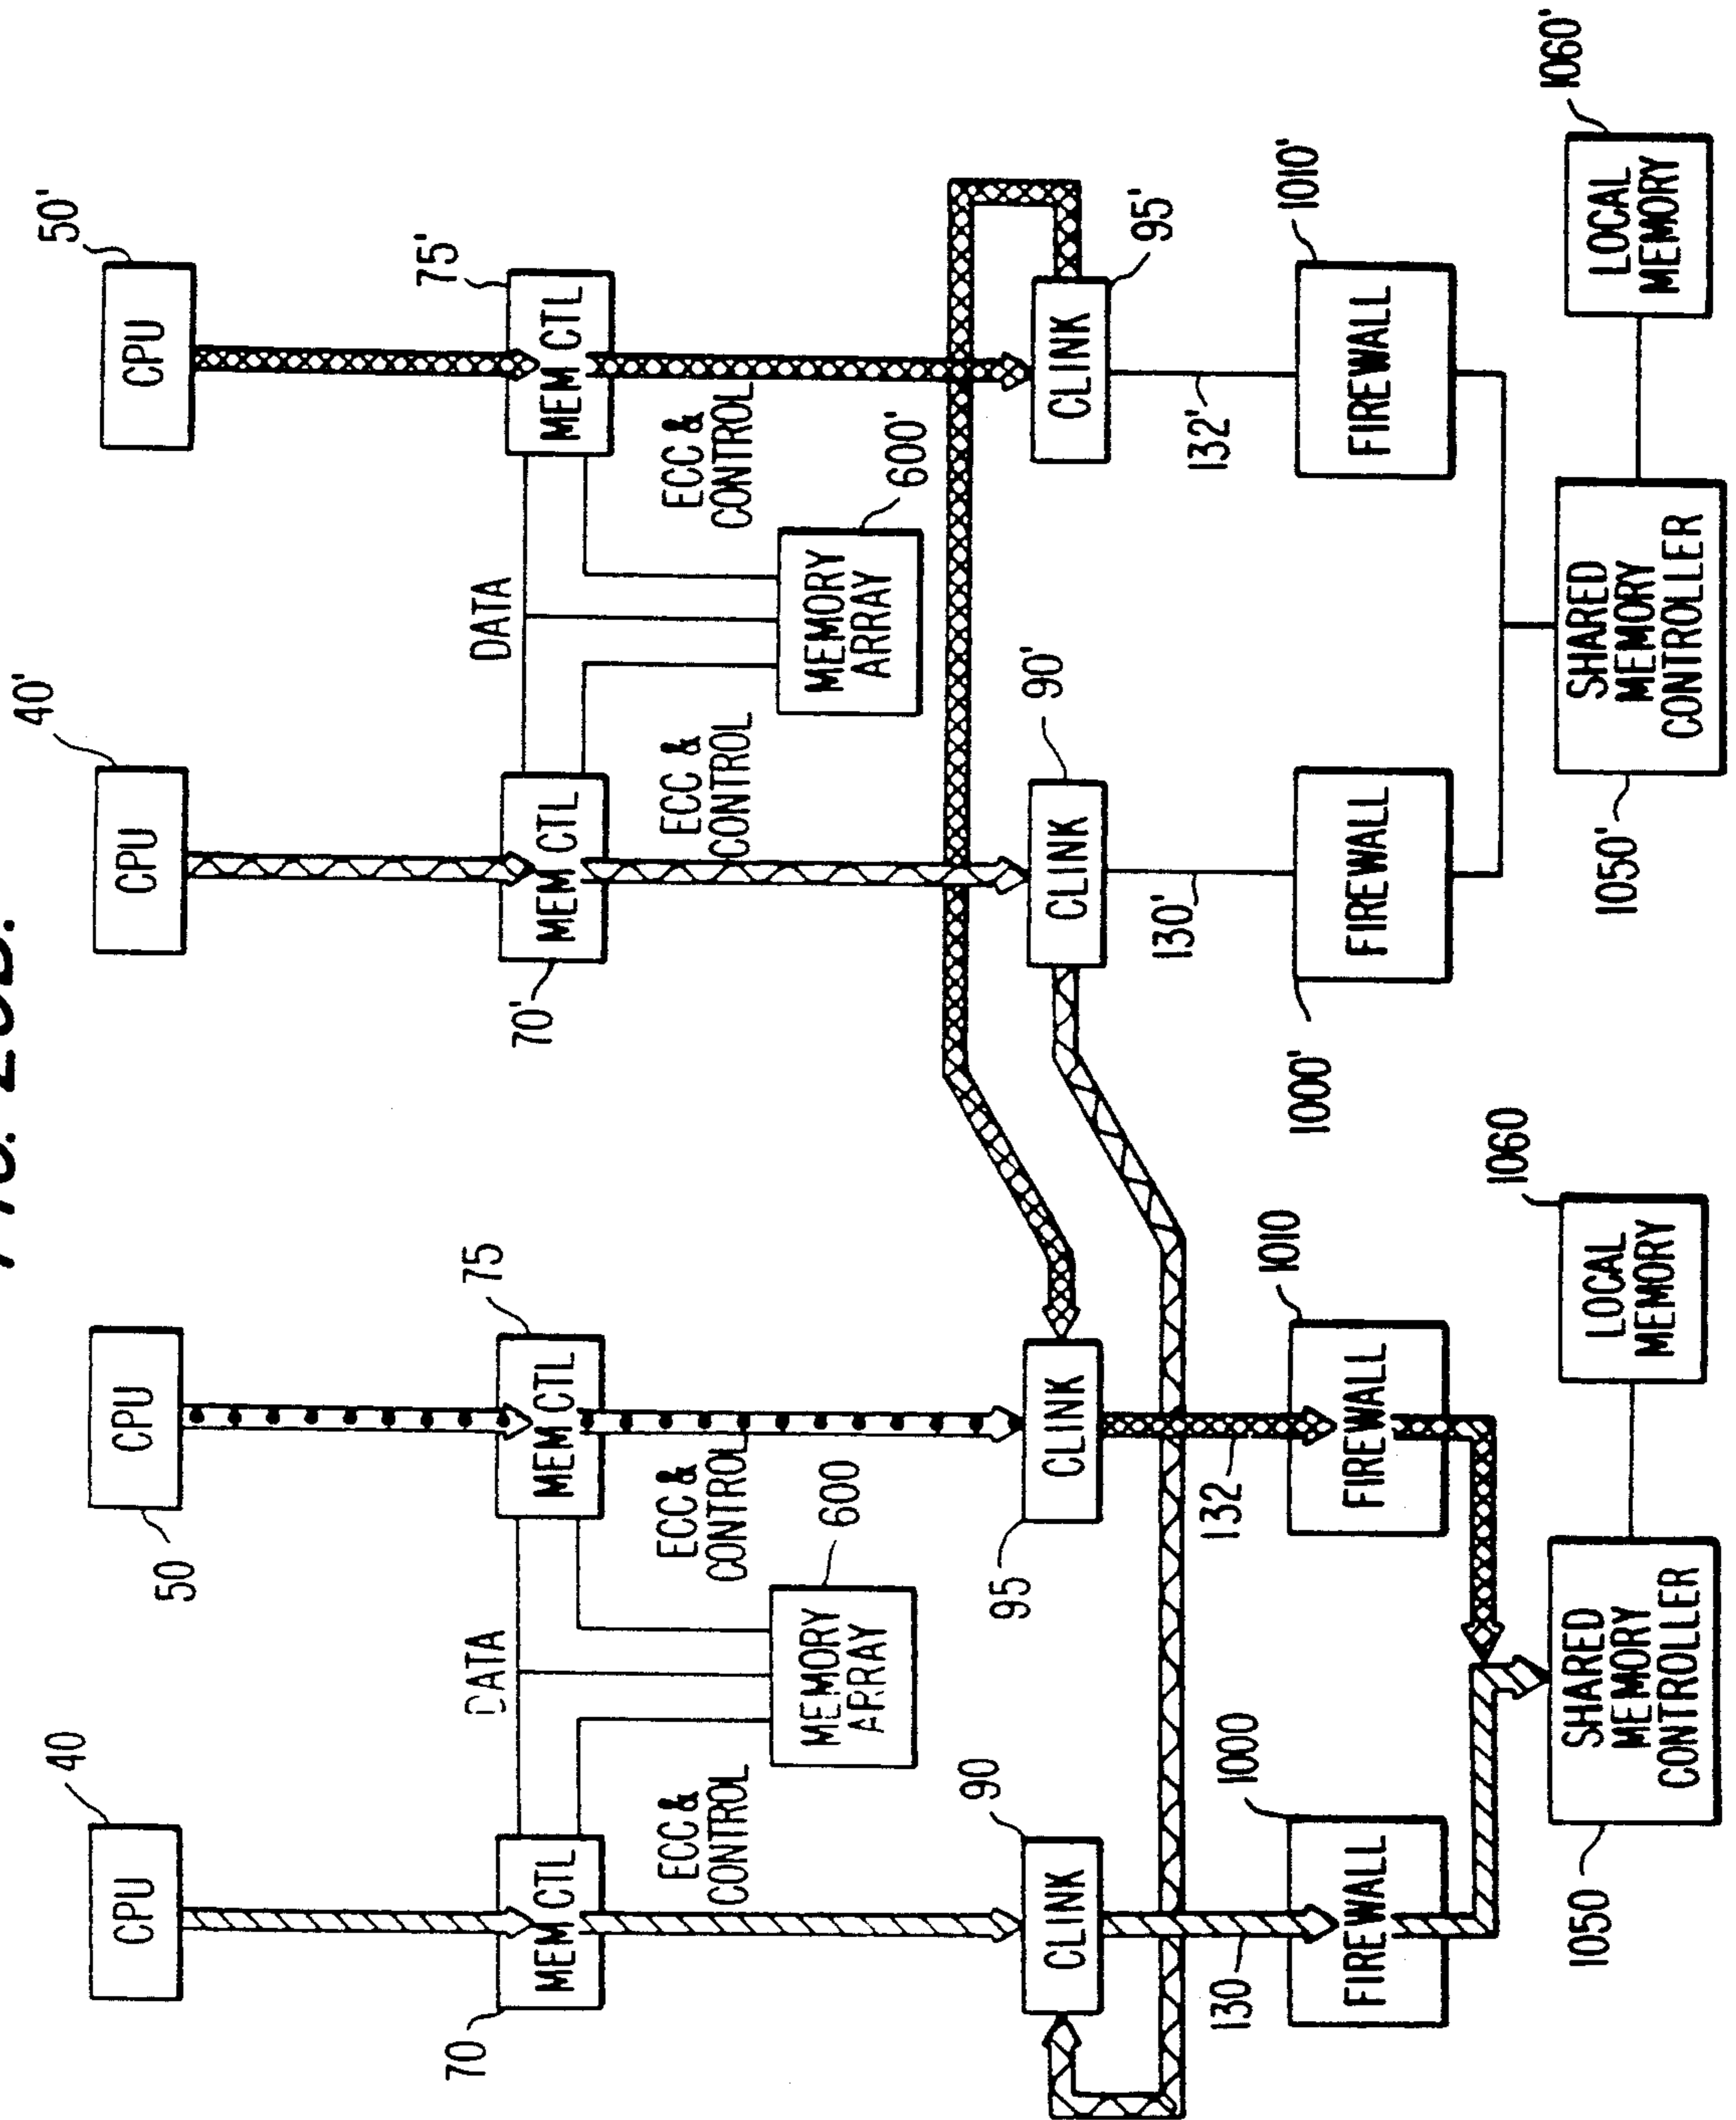 40
CPU
50
CPU
40'
CPU
50'
CPU
70
MEM CTL
DATA
75
MEM CTL
70'
MEM CTL
DATA
75'
MEM CTL
ECC &
CONTROL
ECC &
CONTROL
ECC &
CONTROL
ECC &
CONTROL
MEMORY
ARRAY
600
MEMORY
ARRAY
600'
90
CLINK
95
CLINK
90'
CLINK
95'
CLINK
130
132
130'
132'
1000
FIREWALL
1010
FIREWALL
1000'
FIREWALL
1010'
FIREWALL
1050
SHARED
MEMORY
CONTROLLER
1060
LOCAL
MEMORY
1050'
SHARED
MEMORY
CONTROLLER
1060'
LOCAL
MEMORY